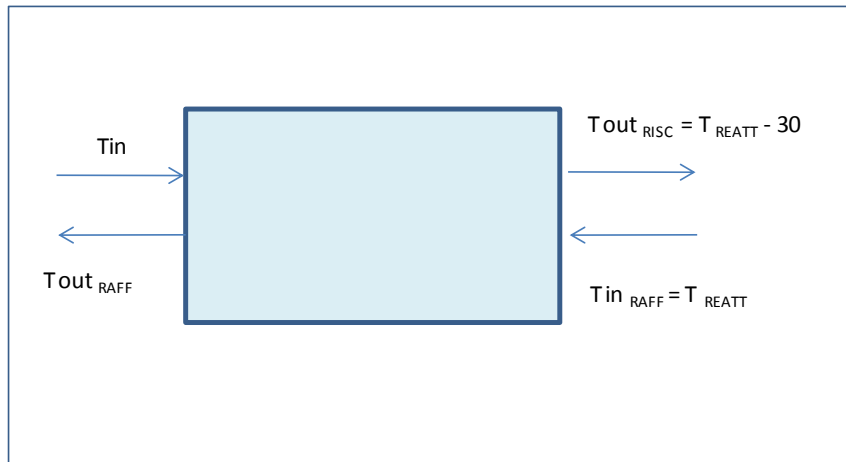 Tin
Tout RISC = T REATT - 30
Tout RAFF
Tin RAFF = T REATT